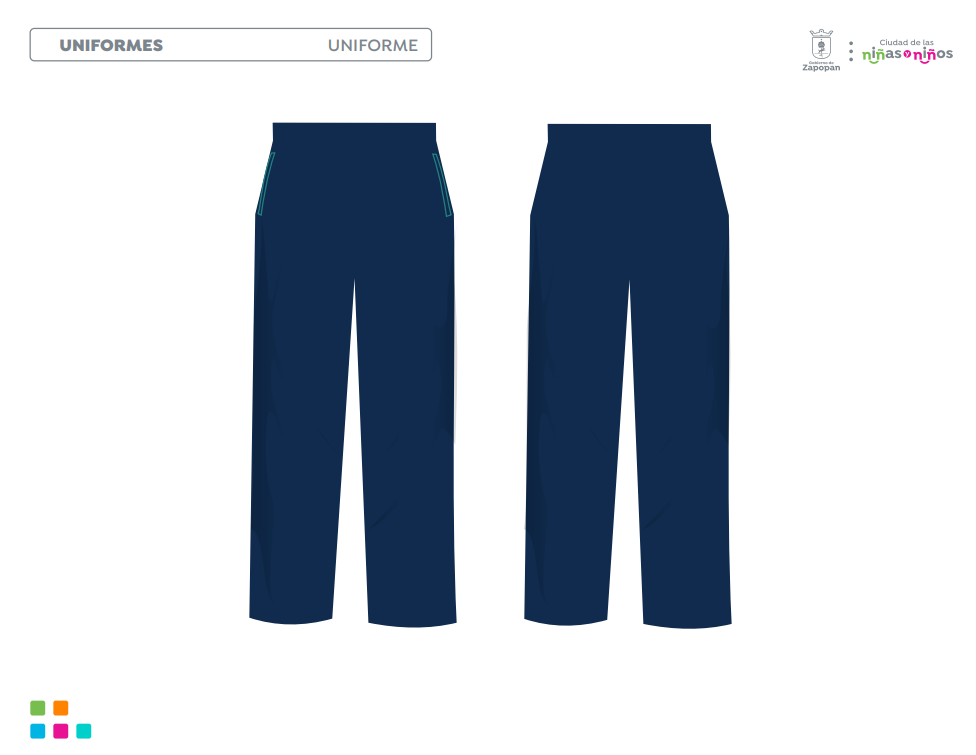 UNIFORMES UNIFORME
Gobierno de
Zapopan
Ciudad de las
niñas y niños